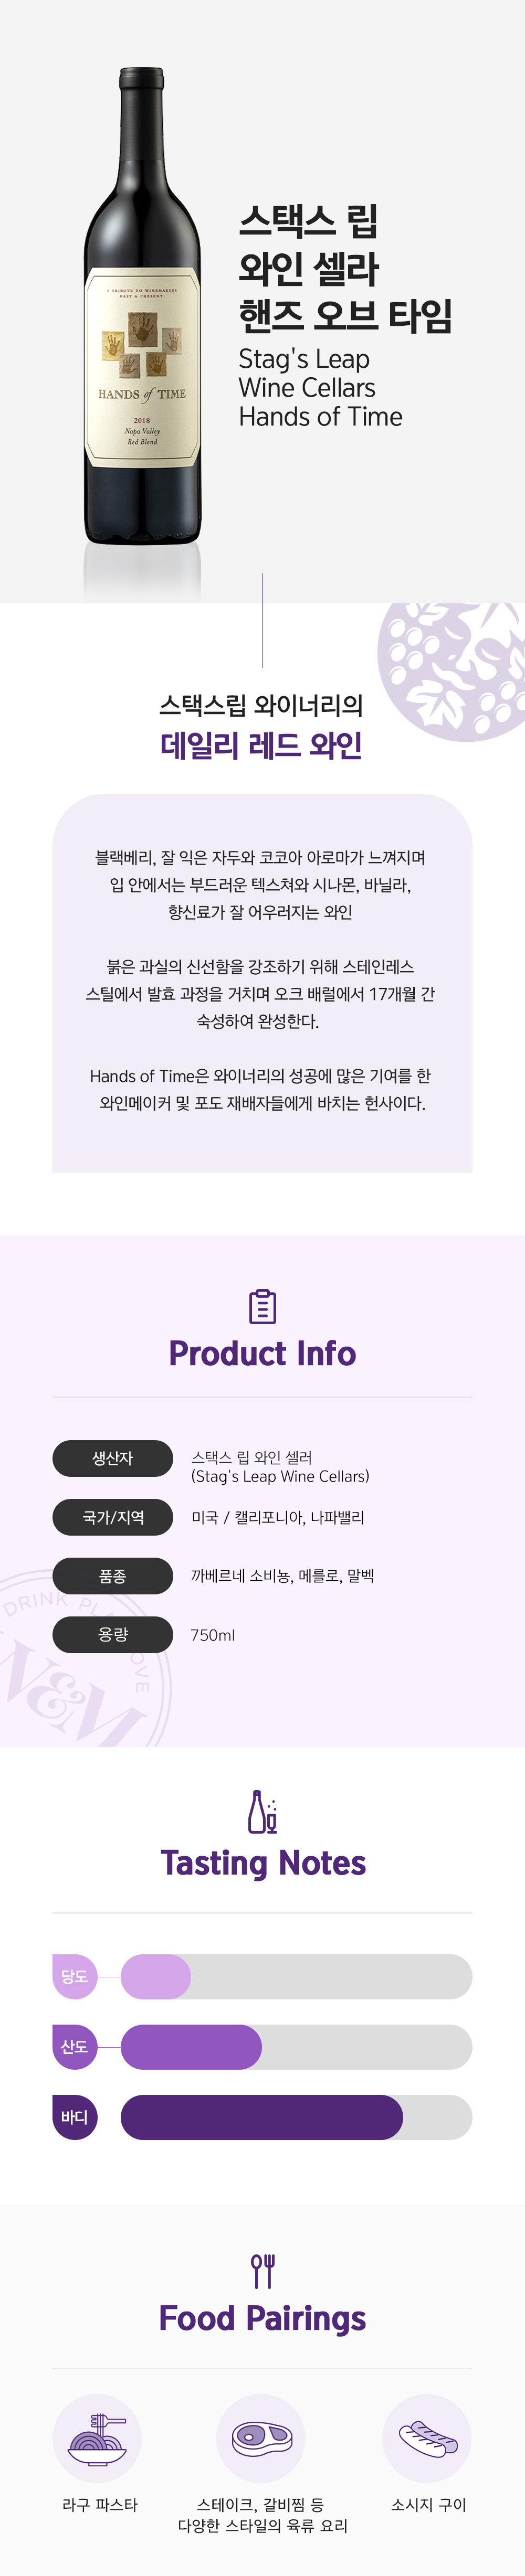 A TRIBUTE TO WINEMAKERS
PAST & PRESENT
HANDS of TIME
2018
Napa Valley
Red Blend
스택스 립
와인 셀라
핸즈 오브 타임
Stag's Leap
Wine Cellars
Hands of Time
스택스립 와이너리의
데일리 레드 와인
블랙베리, 잘 익은 자두와 코코아 아로마가 느껴지며
입 안에서는 부드러운 텍스쳐와 시나몬, 바닐라,
향신료가 잘 어우러지는 와인
붉은 과실의 신선함을 강조하기 위해 스테인레스
스틸에서 발효 과정을 거치며 오크 배럴에서 17개월 간
숙성하여 완성한다.
Hands of Time은 와이너리의 성공에 많은 기여를 한
와인메이커 및 포도 재배자들에게 바치는 헌사이다.
Product Info
생산자
스택스 립 와인 셀러
(Stag's Leap Wine Cellars)
국가/지역
미국 / 캘리포니아, 나파밸리
품종
까베르네 소비뇽, 메를로, 말벡
용량
750ml
DRINK
W&M
Tasting Notes
당도
산도
바디
Food Pairings
라구 파스타
스테이크, 갈비찜 등
다양한 스타일의 육류 요리
소시지 구이